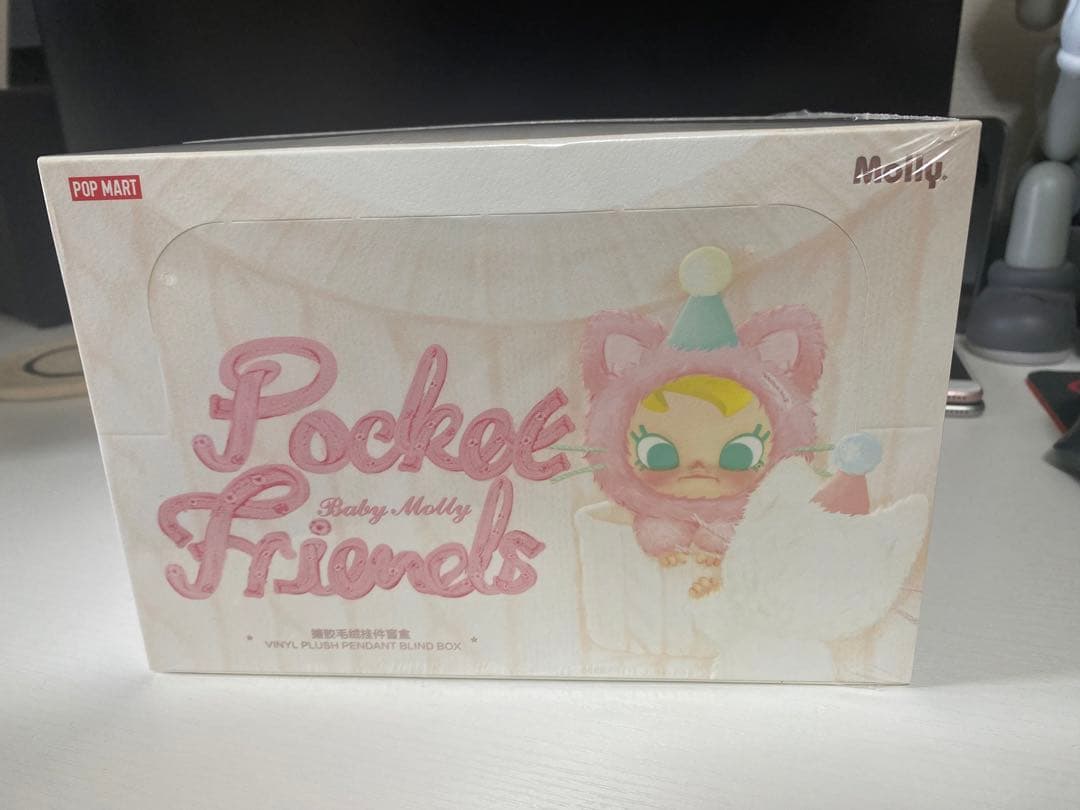 POP MART
Molly.
Pocket
Baby Molly
Friends
搪胶毛绒挂件盲盒
* VINYL PLUSH PENDANT BLIND BOX *